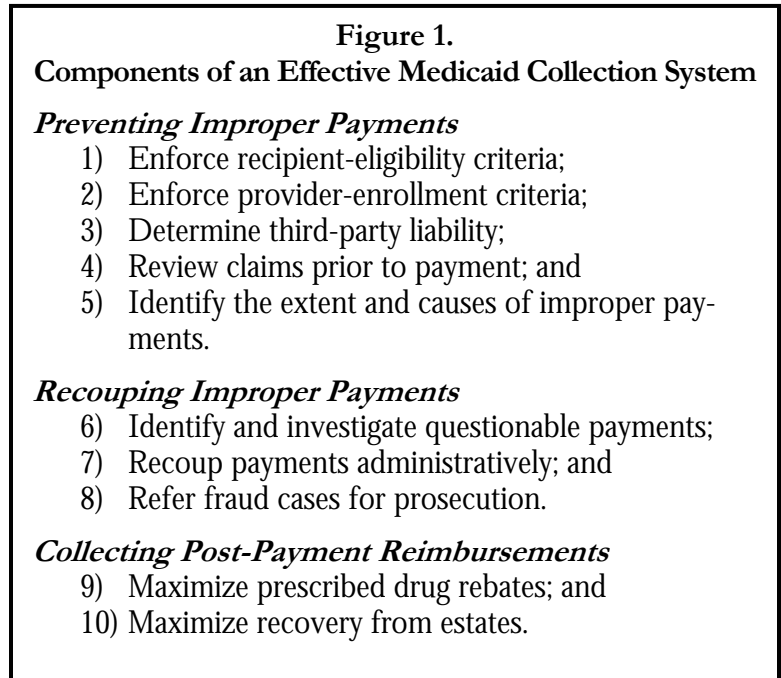 Figure 1.
Components of an Effective Medicaid Collection System
Preventing Improper Payments
1) Enforce recipient-eligibility criteria;
2) Enforce provider-enrollment criteria;
3) Determine third-party liability;
4) Review claims prior to payment; and
5) Identify the extent and causes of improper pay-
ments.
Recouping Improper Payments
6) Identify and investigate questionable payments;
7) Recoup payments administratively; and
8) Refer fraud cases for prosecution.
Collecting Post-Payment Reimbursements
9) Maximize prescribed drug rebates; and
10) Maximize recovery from estates.